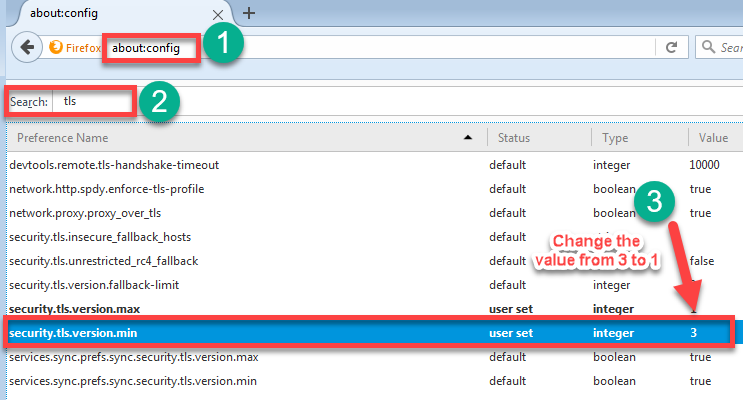 about:config
1
Firefox about:config Sear
Search: tls
2
Preference Name Status Type Value
devtools.remote.tls-handshake-timeout default integer 10000
network.http.spdy.enforce-tls-profile default boolean true
network.proxy.proxy_over_tls default boolean true
3
security.tls.insecure_fallback_hosts default
Change the
value from 3 to 1
security.tls.unrestricted_rc4_fallback default false
security.tls.version.fallback-limit default
security.tls.version.max user set integer
security.tls.version.min user set integer 3
services.sync.prefs.sync.security.tls.version.max default boolean true
services.sync.prefs.sync.security.tls.version.min default boolean true